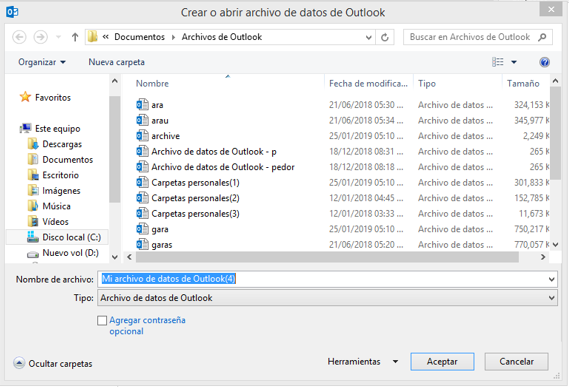 Crear o abrir archivo de datos de Outlook
« Documentos Archivos de Outlook
Buscar en Archivos de Outlook
Organizar Nueva carpeta
Nombre Fecha de modifica... Tipo Tamaño
Favoritos
Este equipo
Descargas
Documentos
Escritorio
Imágenes
Música
Vídeos
Disco local (C:)
Nuevo vol (D:)
ara 21/06/2018 05:30 ... Archivo de datos ... 324,153 K
arau 21/06/2018 05:34 ... Archivo de datos ... 345,977 K
archive 25/01/2019 05:10 ... Archivo de datos ... 2,249 K
Archivo de datos de Outlook - p 18/12/2018 08:31 ... Archivo de datos ... 265 K
Archivo de datos de Outlook - pedor 18/12/2018 08:18 ... Archivo de datos ... 265 K
Carpetas personales(1) 25/01/2019 05:10 ... Archivo de datos ... 301,833 K
Carpetas personales(2) 12/01/2018 04:45 ... Archivo de datos ... 152,785 K
Carpetas personales(3) 12/01/2018 03:33 ... Archivo de datos ... 11,673 K
gara 25/01/2019 05:10 ... Archivo de datos ... 750,217 K
garas 21/06/2018 05:20 ... Archivo de datos ... 770,057 K
Nombre de archivo: Mi archivo de datos de Outlook(4)
Tipo: Archivo de datos de Outlook
Agregar contraseña
opcional
Ocultar carpetas Herramientas Aceptar Cancelar